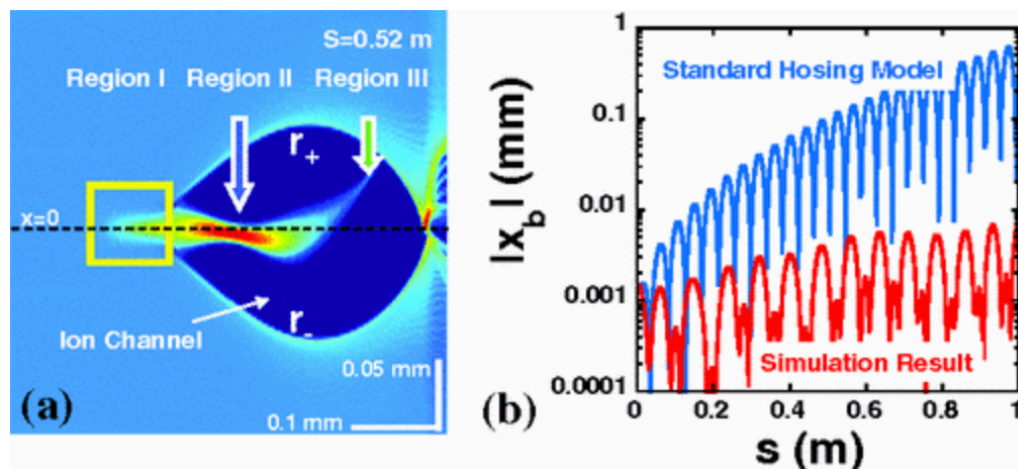 S=0.52 m
Region I Region II Region III
r+
x=0
Ion Channel
r-
0.05 mm
0.1 mm
(a)
1
0.1
0.01
0.001
0.0001
|x_b| (mm)
Standard Hosing Model
Simulation Result
0 0.2 0.4 0.6 0.8 1
s (m)
(b)